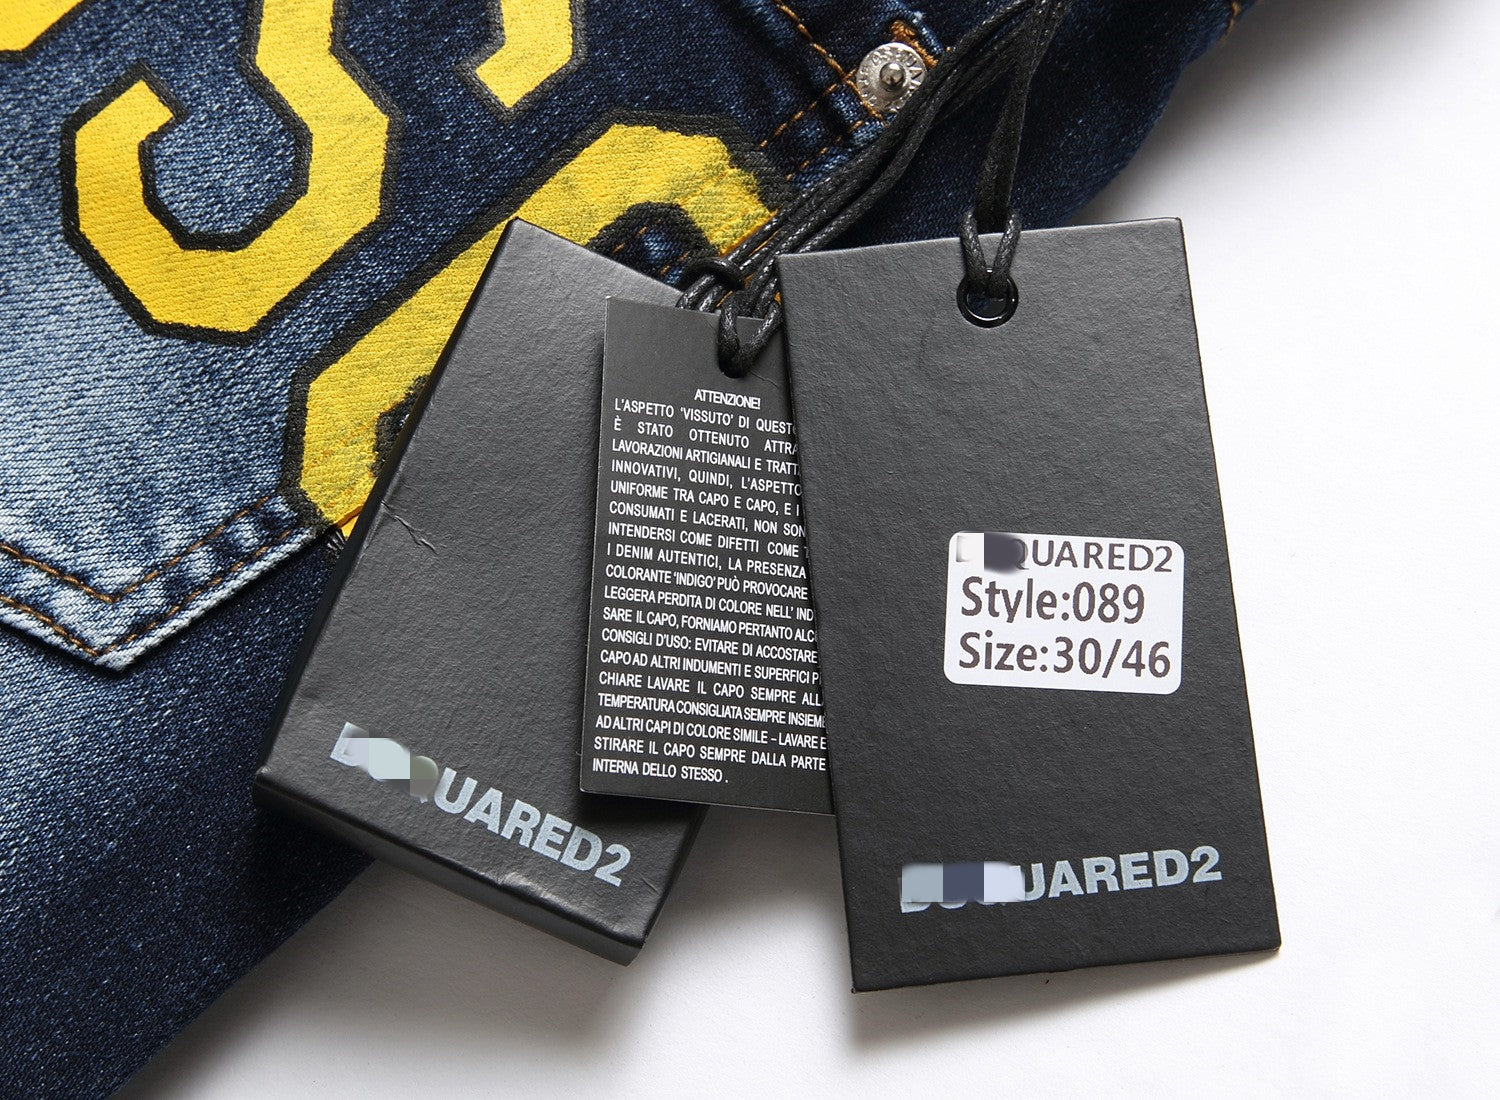 ATTENZIONE!
L'ASPETTO 'VISSUTO' DI QUESTO
È STATO OTTENUTO ATTRA
LAVORAZIONI ARTIGIANALI E TRATT
INNOVATIVI, QUINDI, L'ASPETTO
UNIFORME TRA CAPO E CAPO, E I
CONSUMATI E LACERATI, NON SON
INTENDERSI COME DIFETTI COME T
I DENIM AUTENTICI, LA PRESENZA
COLORANTE 'INDIGO' PUÒ PROVOCARE
LEGGERA PERDITA DI COLORE NELL' IND
SARE IL CAPO, FORNIAMO PERTANTO ALC
CONSIGLI D'USO: EVITARE DI ACCOSTARE
CAPO AD ALTRI INDUMENTI E SUPERFICI
CHIARE LAVARE IL CAPO SEMPRE ALL
TEMPERATURA CONSIGLIATA SEMPRE INSIEM
AD ALTRI CAPI DI COLORE SIMILE – LAVARE E
STIRARE IL CAPO SEMPRE DALLA PARTE
INTERNA DELLO STESSO .
QUARED2
Style:089
Size:30/46
QUARED2
UARED2